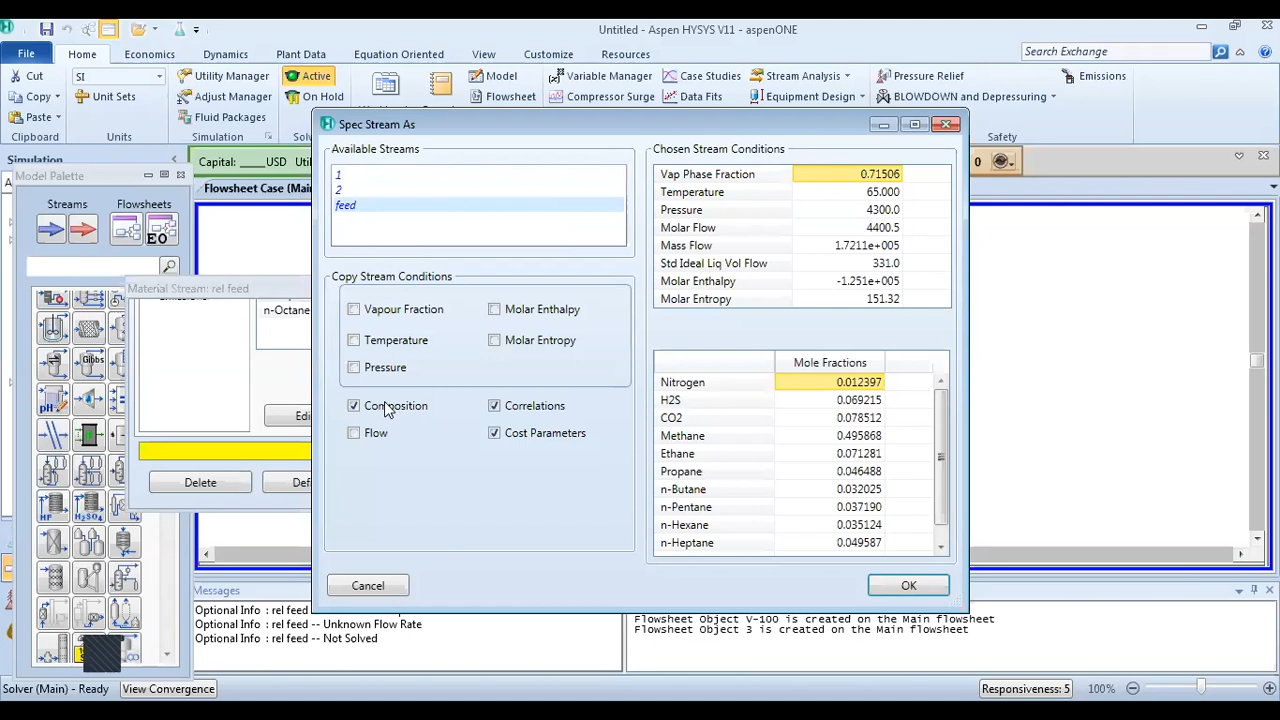 Untitled - Aspen HYSYS V11 - aspenONE
File Home Economics Dynamics Plant Data Equation Oriented View Customize Resources Search Exchange
Cut SI Utility Manager Active Model Variable Manager Case Studies Stream Analysis Pressure Relief Emissions
Copy Unit Sets Adjust Manager On Hold Flowsheet Compressor Surge Data Fits Equipment Design BLOWDOWN and Depressuring
Paste Fluid Packages
Clipboard Units Simulation Safety
Simulation
Capital: ____ USD Util
0
Model Palette
Flowsheet Case (Mai
Streams Flowsheets
EO
Material Stream: rel feed
n-Octane
Gibbs
pH
Edi
Delete Def
HF H2SO4
Spec Stream As
Available Streams
1
2
feed
Copy Stream Conditions
Vapour Fraction Molar Enthalpy
Temperature Molar Entropy
Pressure
Composition Correlations
Flow Cost Parameters
Cancel OK
Chosen Stream Conditions
Vap Phase Fraction 0.71506
Temperature 65.000
Pressure 4300.0
Molar Flow 4400.5
Mass Flow 1.7211e+005
Std Ideal Liq Vol Flow 331.0
Molar Enthalpy -1.251e+005
Molar Entropy 151.32
Mole Fractions
Nitrogen 0.012397
H2S 0.069215
CO2 0.078512
Methane 0.495868
Ethane 0.071281
Propane 0.046488
n-Butane 0.032025
n-Pentane 0.037190
n-Hexane 0.035124
n-Heptane 0.049587
Messages
Optional Info : rel feed
Optional Info : rel feed -- Unknown Flow Rate
Optional Info : rel feed -- Not Solved
Flowsheet Object V-100 is created on the Main flowsheet
Flowsheet Object 3 is created on the Main flowsheet
Solver (Main) - Ready View Convergence Responsiveness: 5 100%